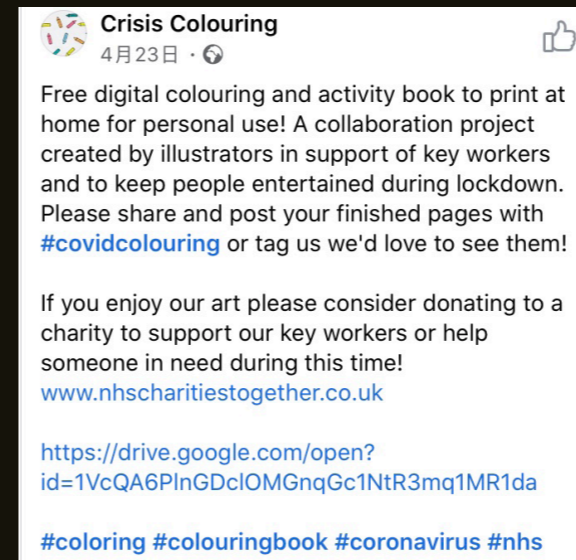 Crisis Colouring
4月23日 ·
Free digital colouring and activity book to print at
home for personal use! A collaboration project
created by illustrators in support of key workers
and to keep people entertained during lockdown.
Please share and post your finished pages with
#covidcolouring or tag us we'd love to see them!
If you enjoy our art please consider donating to a
charity to support our key workers or help
someone in need during this time!
www.nhscharitiestogether.co.uk
https://drive.google.com/open?
id=1VcQA6PlnGDclOMGnqGc1NtR3mq1MR1da
#coloring #colouringbook #coronavirus #nhs